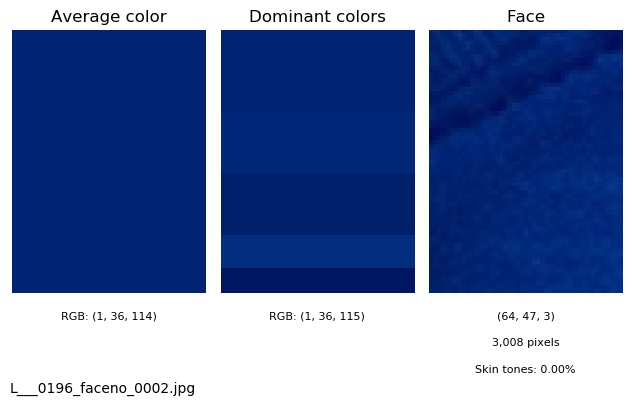 Average color
Dominant colors
Face
RGB: (1, 36, 114)
RGB: (1, 36, 115)
(64, 47, 3)
3,008 pixels
Skin tones: 0.00%
L___0196_faceno_0002.jpg